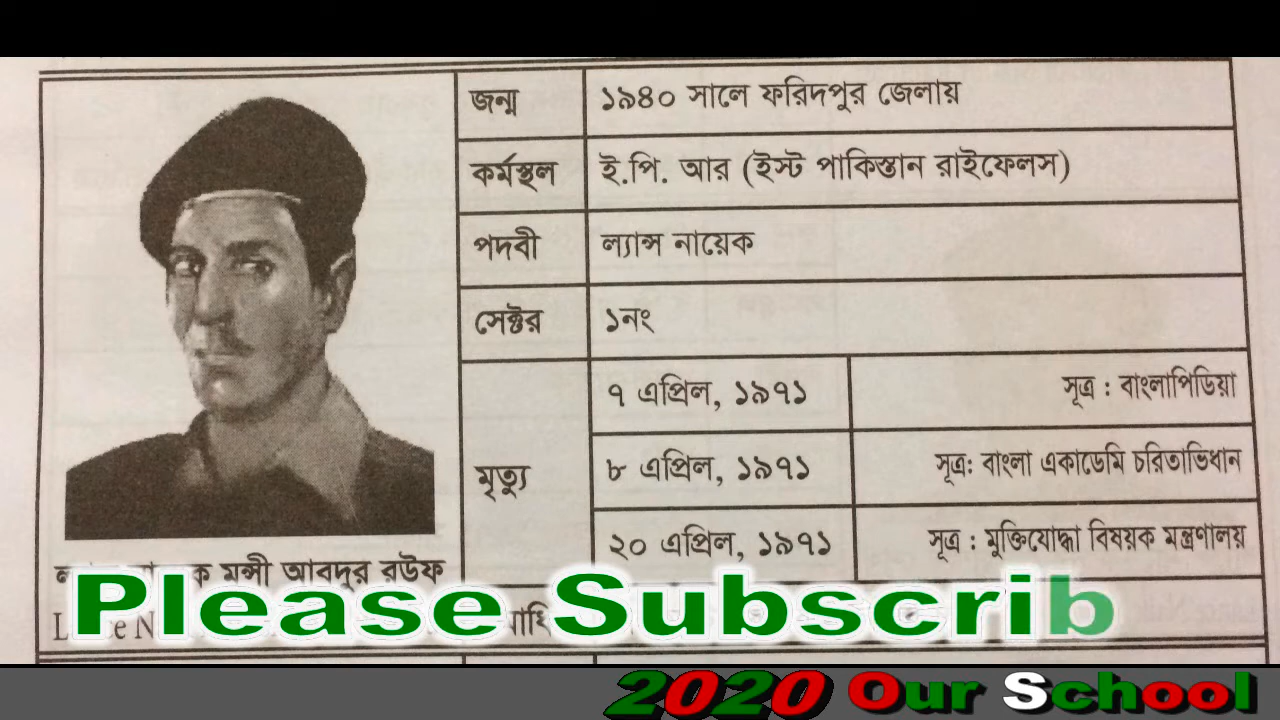 জন্ম
১৯৪০ সালে ফরিদপুর জেলায়
কর্মস্থল
ই.পি. আর (ইস্ট পাকিস্তান রাইফেলস)
পদবী
ল্যান্স নায়েক
সেক্টর
১নং
মৃত্যু
৭ এপ্রিল, ১৯৭১
সূত্র : বাংলাপিডিয়া
৮ এপ্রিল, ১৯৭১
সূত্র: বাংলা একাডেমি চরিতাভিধান
২০ এপ্রিল, ১৯৭১
সূত্র : মুক্তিযোদ্ধা বিষয়ক মন্ত্রণালয়
মুন্সী আবদুর রউফ
Please Subscrib
2020 Our School